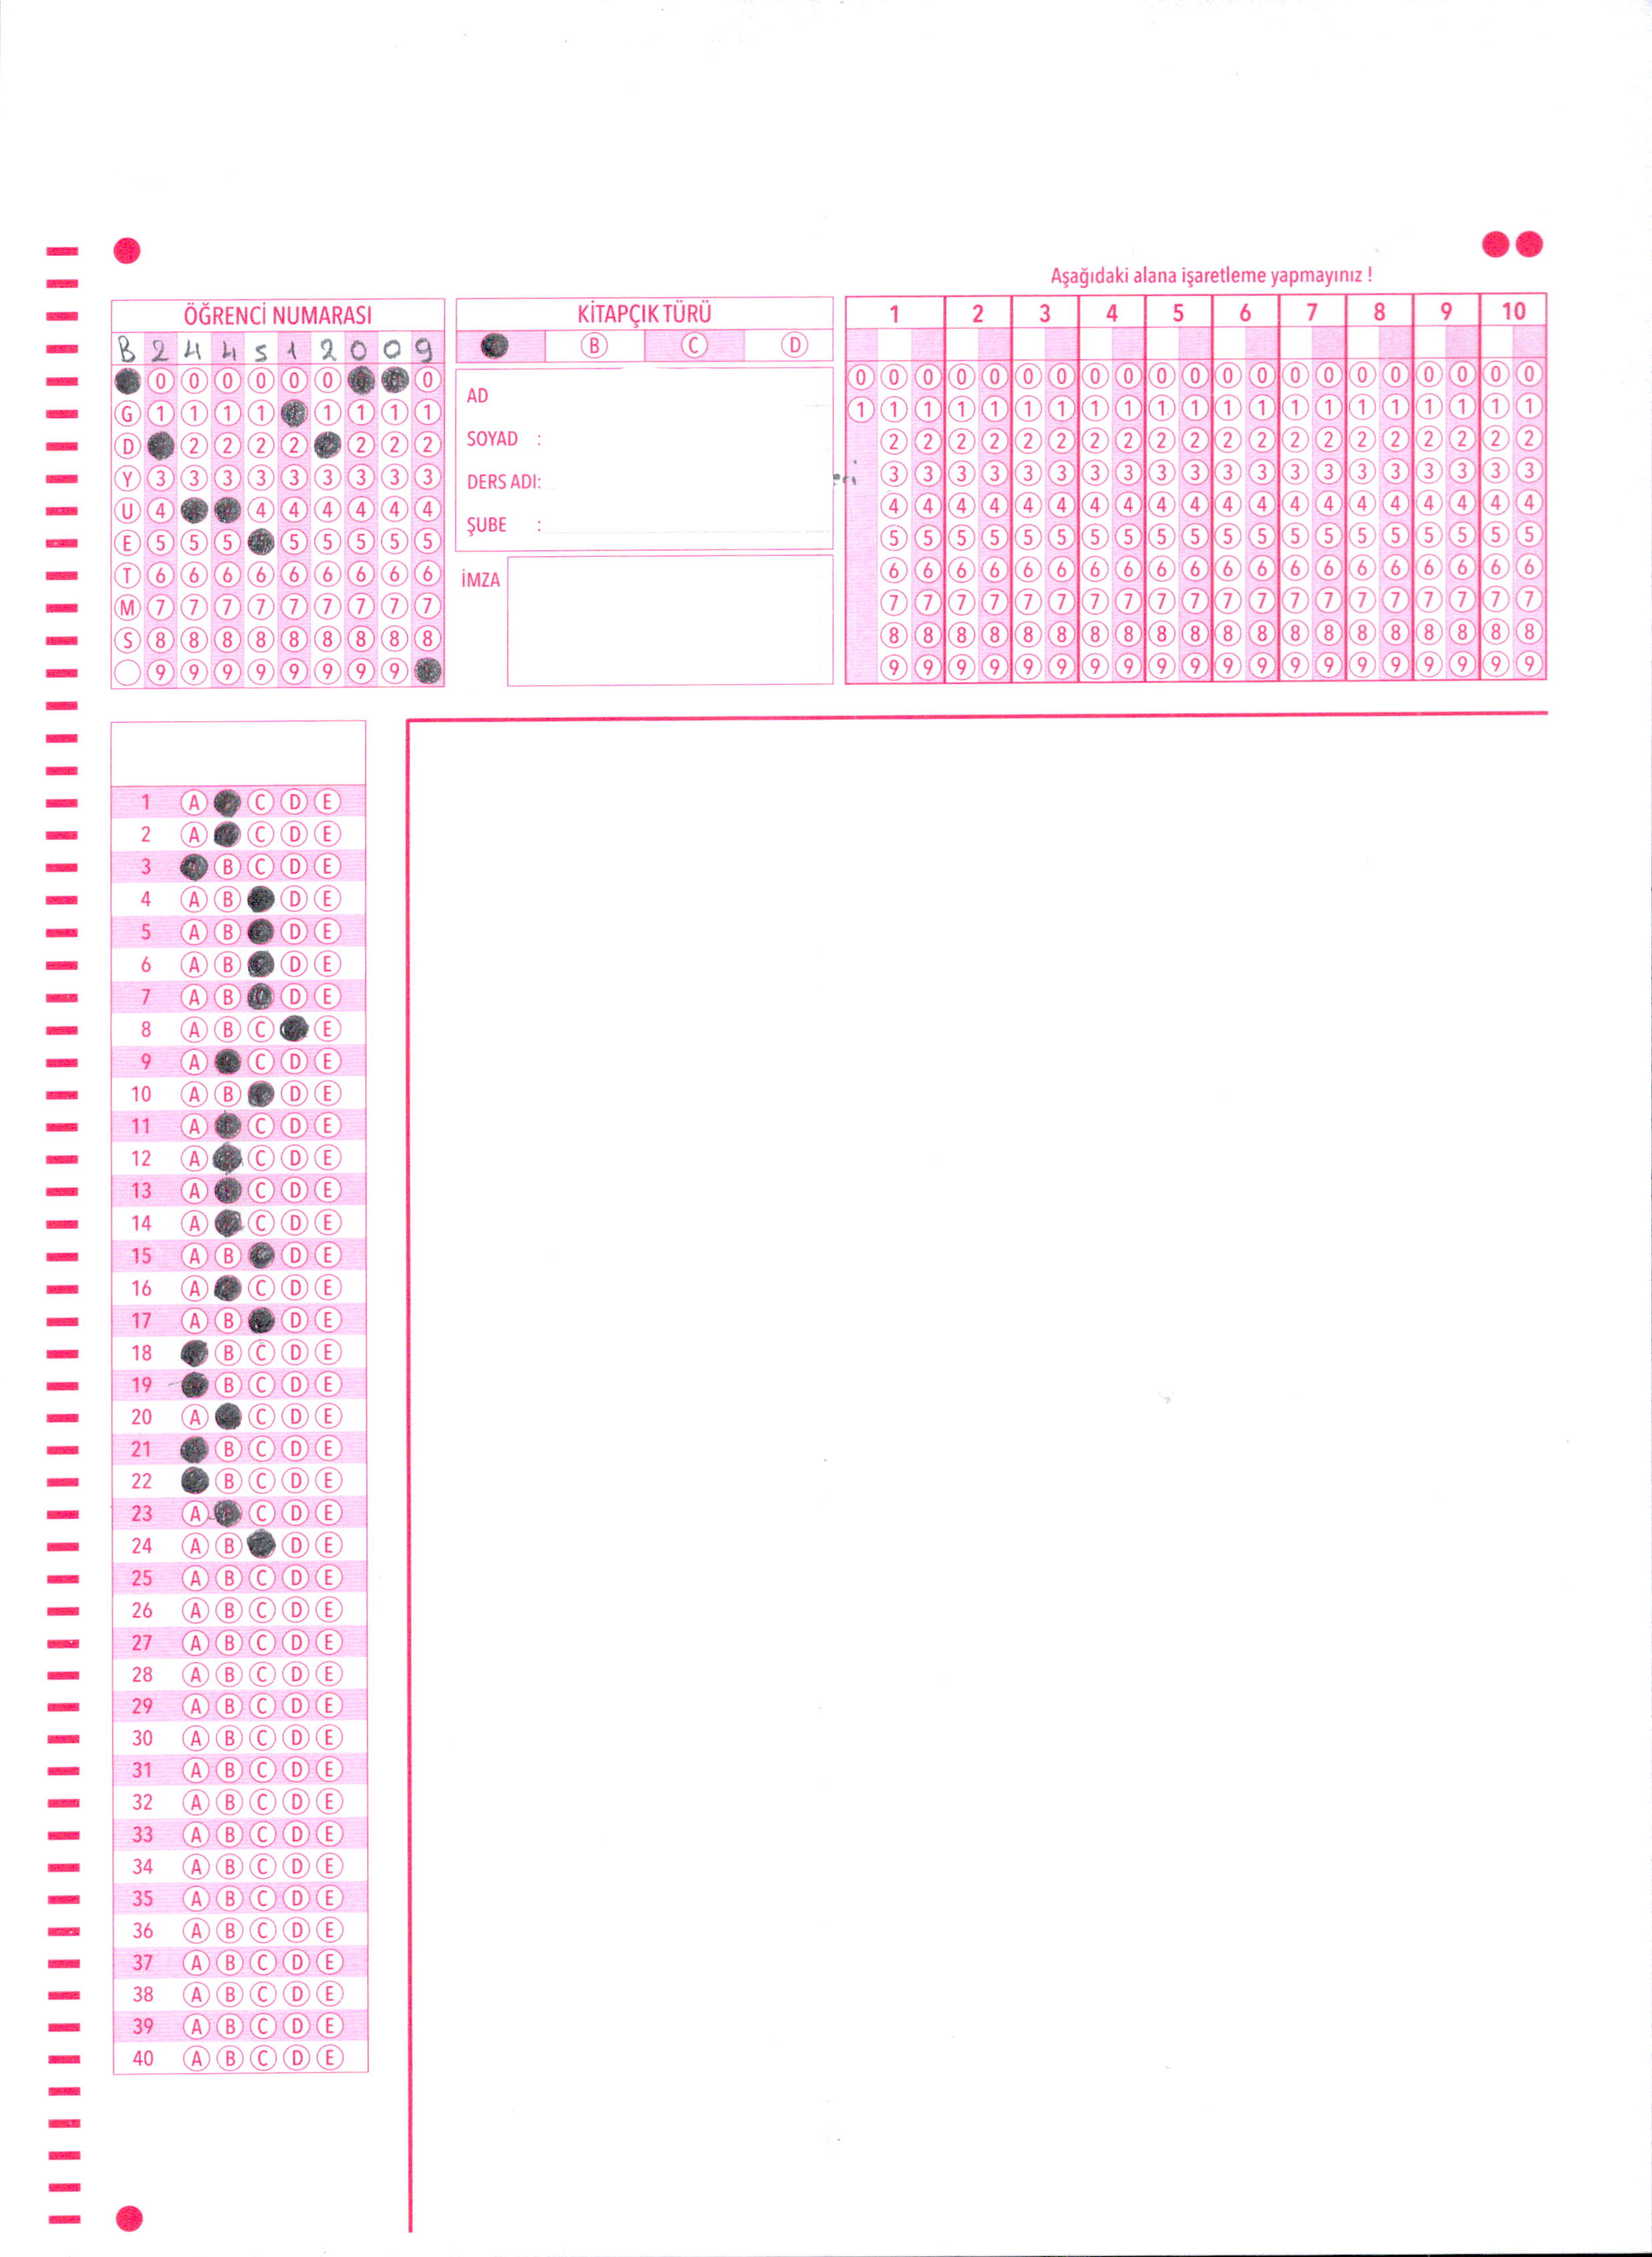 Aşağıdaki alana işaretleme yapmayınız !
ÖĞRENCİ NUMARASI
B 2 4 4 5 1 2 0 0 9
0 0 0 0 0 0 0
G 1 1 1 1 1 1 1 1
D 2 2 2 2 2 2 2
Y 3 3 3 3 3 3 3 3 3
U 4 4 4 4 4 4 4
E 5 5 5 5 5 5 5 5
T 6 6 6 6 6 6 6 6 6
M 7 7 7 7 7 7 7 7 7
S 8 8 8 8 8 8 8 8 8
9 9 9 9 9 9 9 9
KİTAPÇIK TÜRÜ
B C D
AD
SOYAD :
DERS ADI:
ŞUBE :
İMZA
1 2 3 4 5 6 7 8 9 10
0 0 0 0 0 0 0 0 0 0 0 0 0 0 0 0 0 0 0 0 0
1 1 1 1 1 1 1 1 1 1 1 1 1 1 1 1 1 1 1 1 1
2 2 2 2 2 2 2 2 2 2 2 2 2 2 2 2 2 2 2 2
3 3 3 3 3 3 3 3 3 3 3 3 3 3 3 3 3 3 3 3
4 4 4 4 4 4 4 4 4 4 4 4 4 4 4 4 4 4 4 4
5 5 5 5 5 5 5 5 5 5 5 5 5 5 5 5 5 5 5 5
6 6 6 6 6 6 6 6 6 6 6 6 6 6 6 6 6 6 6 6
7 7 7 7 7 7 7 7 7 7 7 7 7 7 7 7 7 7 7 7
8 8 8 8 8 8 8 8 8 8 8 8 8 8 8 8 8 8 8 8
9 9 9 9 9 9 9 9 9 9 9 9 9 9 9 9 9 9 9 9
1 A C D E
2 A C D E
3 B C D E
4 A B D E
5 A B D E
6 A B D E
7 A B D E
8 A B C E
9 A C D E
10 A B D E
11 A C D E
12 A C D E
13 A C D E
14 A C D E
15 A B D E
16 A C D E
17 A B D E
18 B C D E
19 B C D E
20 A C D E
21 B C D E
22 B C D E
23 A C D E
24 A B D E
25 A B C D E
26 A B C D E
27 A B C D E
28 A B C D E
29 A B C D E
30 A B C D E
31 A B C D E
32 A B C D E
33 A B C D E
34 A B C D E
35 A B C D E
36 A B C D E
37 A B C D E
38 A B C D E
39 A B C D E
40 A B C D E